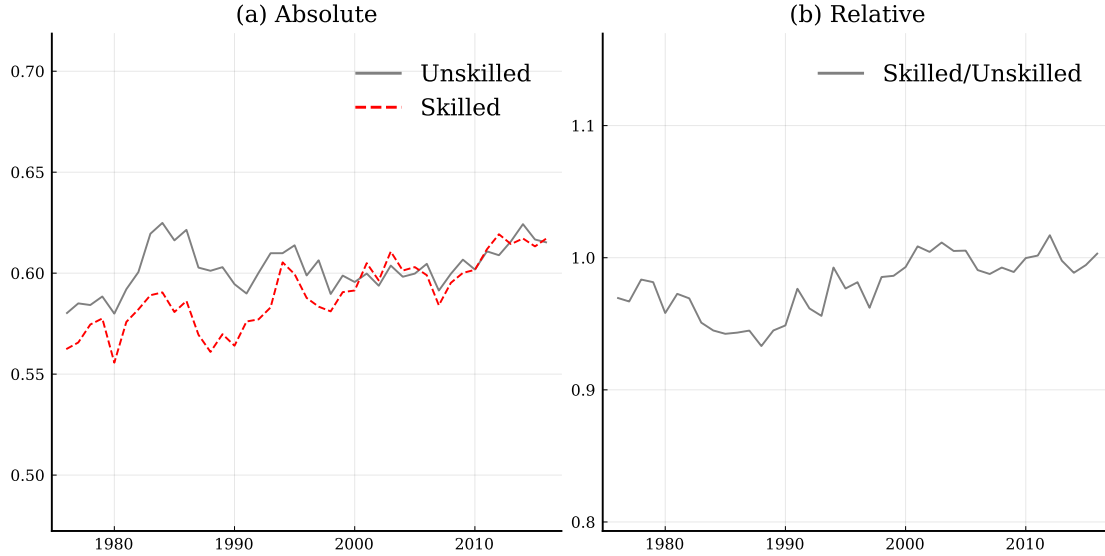 (a) Absolute
0.70
0.65
0.60
0.55
0.50
1980 1990 2000 2010
Unskilled
Skilled
(b) Relative
1.1
1.0
0.9
0.8
1980 1990 2000 2010
Skilled/Unskilled